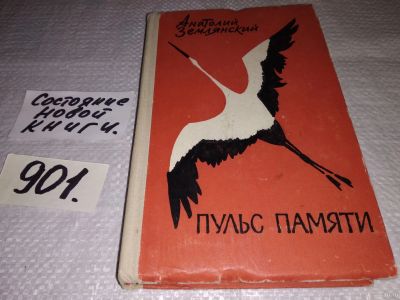 Анатолий
Землянский
ПУЛЬС ПАМЯТИ
Состояние
новой
книги.
901.